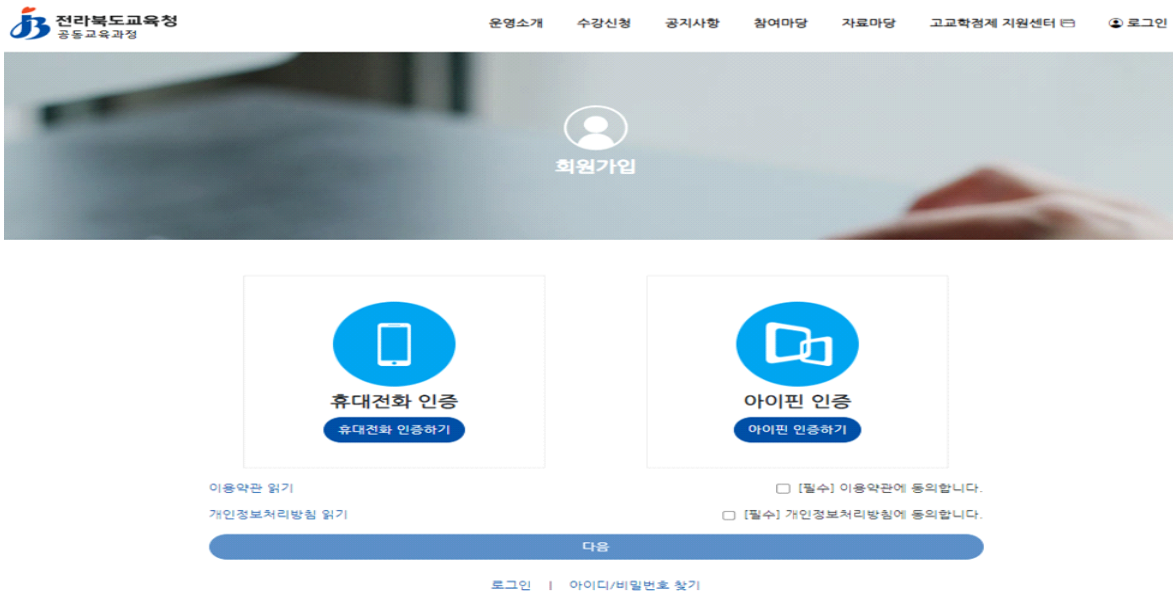 전라북도교육청
공동교육과정
운영소개 수강신청 공지사항 참여마당 자료마당 고교학점제 지원센터 로그인
회원가입
휴대전화 인증 아이핀 인증
휴대전화 인증하기 아이핀 인증하기
이용약관 읽기 [필수] 이용약관에 동의합니다.
개인정보처리방침 읽기 [필수] 개인정보처리방침에 동의합니다.
다음
로그인 | 아이디/비밀번호 찾기